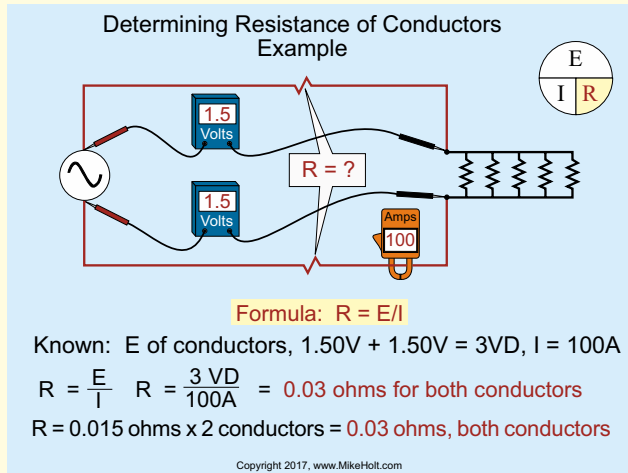 Determining Resistance of Conductors
Example
E
I R
1.5
Volts
R = ?
1.5
Volts
Amps
100
Formula: R = E/I
Known: E of conductors, 1.50V + 1.50V = 3VD, I = 100A
R = E/I R = 3 VD/100A = 0.03 ohms for both conductors
R = 0.015 ohms x 2 conductors = 0.03 ohms, both conductors
Copyright 2017, www.MikeHolt.com